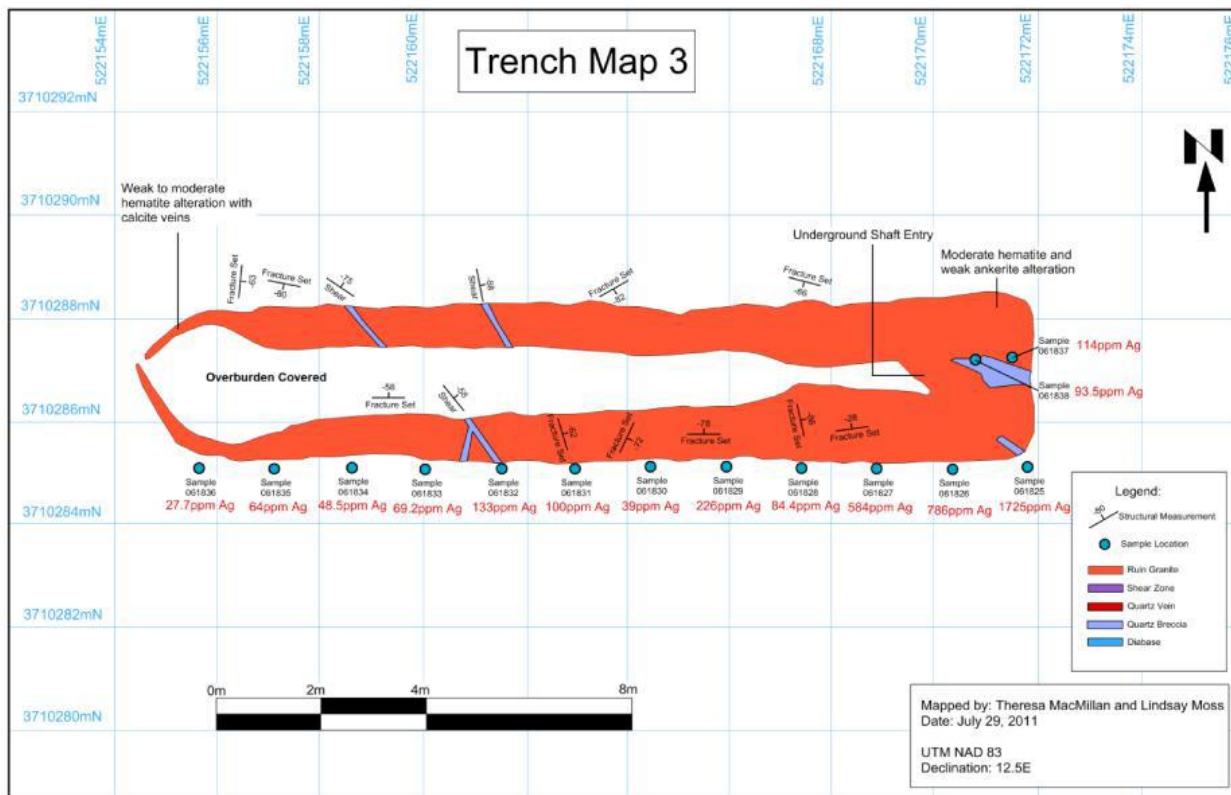 522154mE
522156mE
522158mE
522160mE
522168mE
522170mE
522172mE
522174mE
522176mE
Trench Map 3
3710292mN
3710290mN
3710288mN
3710286mN
3710284mN
3710282mN
3710280mN
N
Weak to moderate
hematite alteration with
calcite veins
Underground Shaft Entry
Moderate hematite and
weak ankerite alteration
Fracture Set
-63
Fracture Set
-80
-75
Shear
Shear
-88
Fracture Set
-82
Fracture Set
-66
Sample
061837
114ppm Ag
Sample
061838
93.5ppm Ag
Overburden Covered
-58
Fracture Set
-58
Shear
Fracture Set
-62
Fracture Set
-72
-78
Fracture Set
Fracture Set
-28
Fracture Set
Sample
061836
27.7ppm Ag
Sample
061835
64ppm Ag
Sample
061834
48.5ppm Ag
Sample
061833
69.2ppm Ag
Sample
061832
133ppm Ag
Sample
061831
100ppm Ag
Sample
061830
39ppm Ag
Sample
061829
226ppm Ag
Sample
061828
84.4ppm Ag
Sample
061827
584ppm Ag
Sample
061826
786ppm Ag
Sample
061825
1725ppm Ag
Legend:
Structural Measurement
Sample Location
Ruin Granite
Shear Zone
Quartz Vein
Quartz Breccia
Diabase
0m
2m
4m
8m
Mapped by: Theresa MacMillan and Lindsay Moss
Date: July 29, 2011
UTM NAD 83
Declination: 12.5E